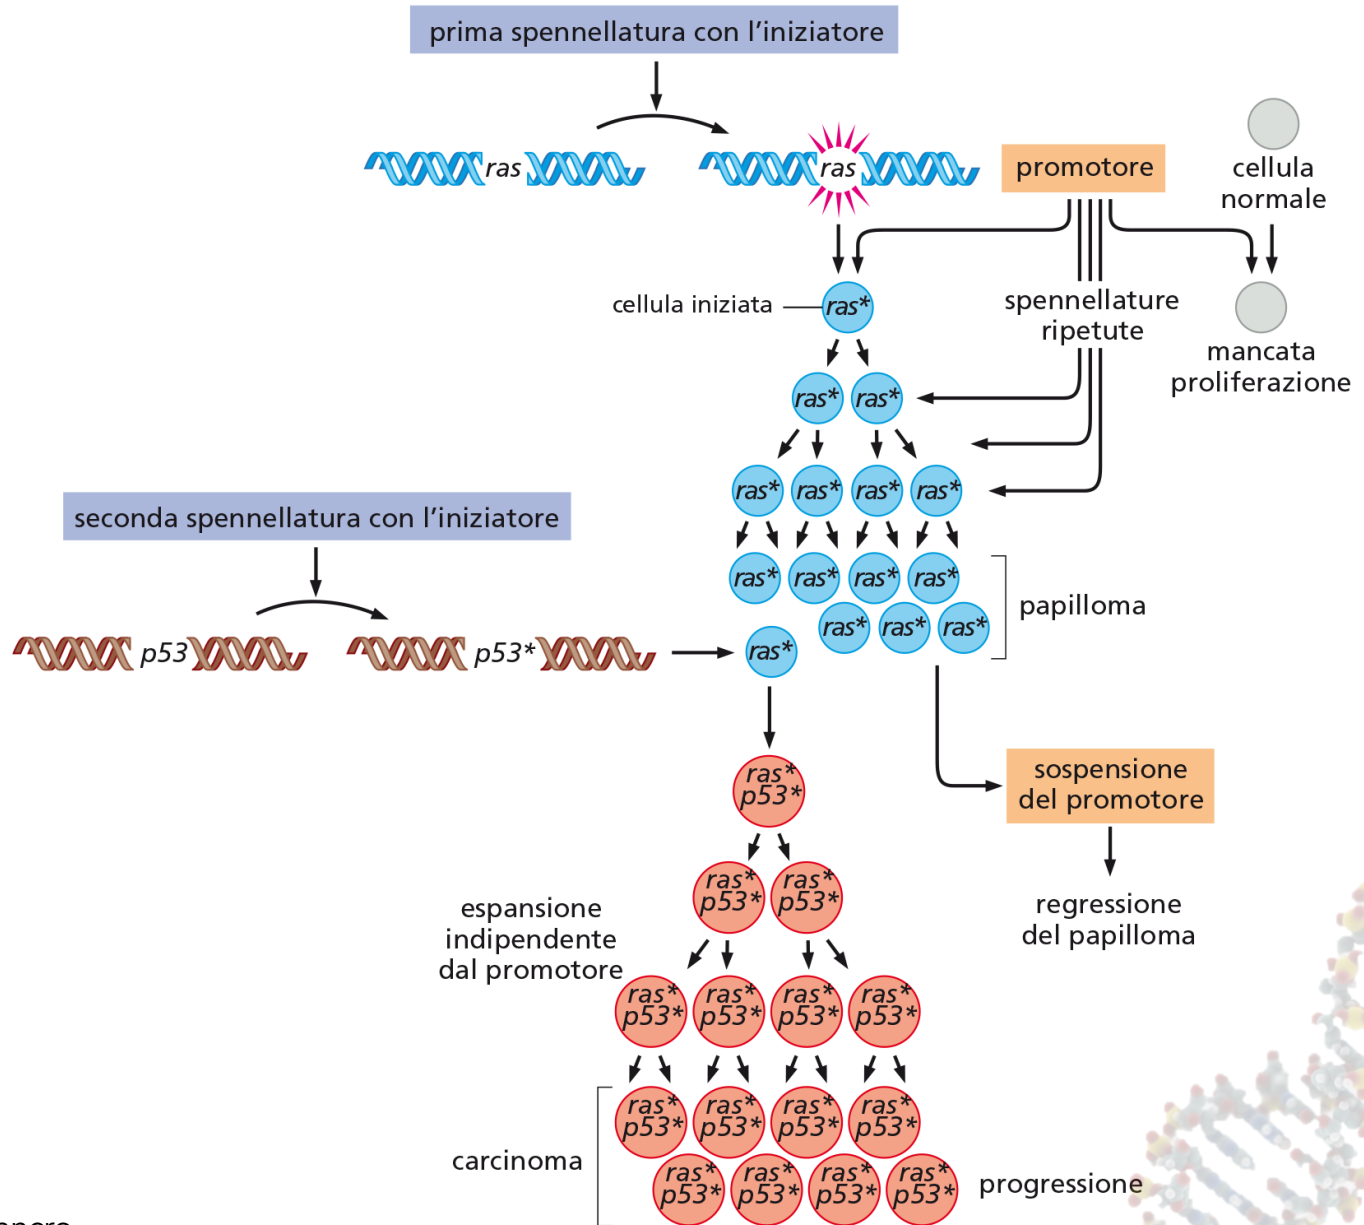 prima spennellatura con l'iniziatore
ras
ras
promotore
cellula
normale
cellula iniziata
ras*
spennellature
ripetute
mancata
proliferazione
ras* ras*
ras* ras* ras* ras*
seconda spennellatura con l'iniziatore
ras* ras* ras* ras*
ras* ras* ras*
papilloma
p53
p53*
ras*
ras*
p53*
sospensione
del promotore
ras* ras*
p53* p53*
espansione
indipendente
dal promotore
regressione
del papilloma
ras* ras* ras* ras*
p53* p53* p53* p53*
ras* ras* ras* ras*
p53* p53* p53* p53*
carcinoma
ras* ras* ras* ras*
p53* p53* p53* p53*
progressione